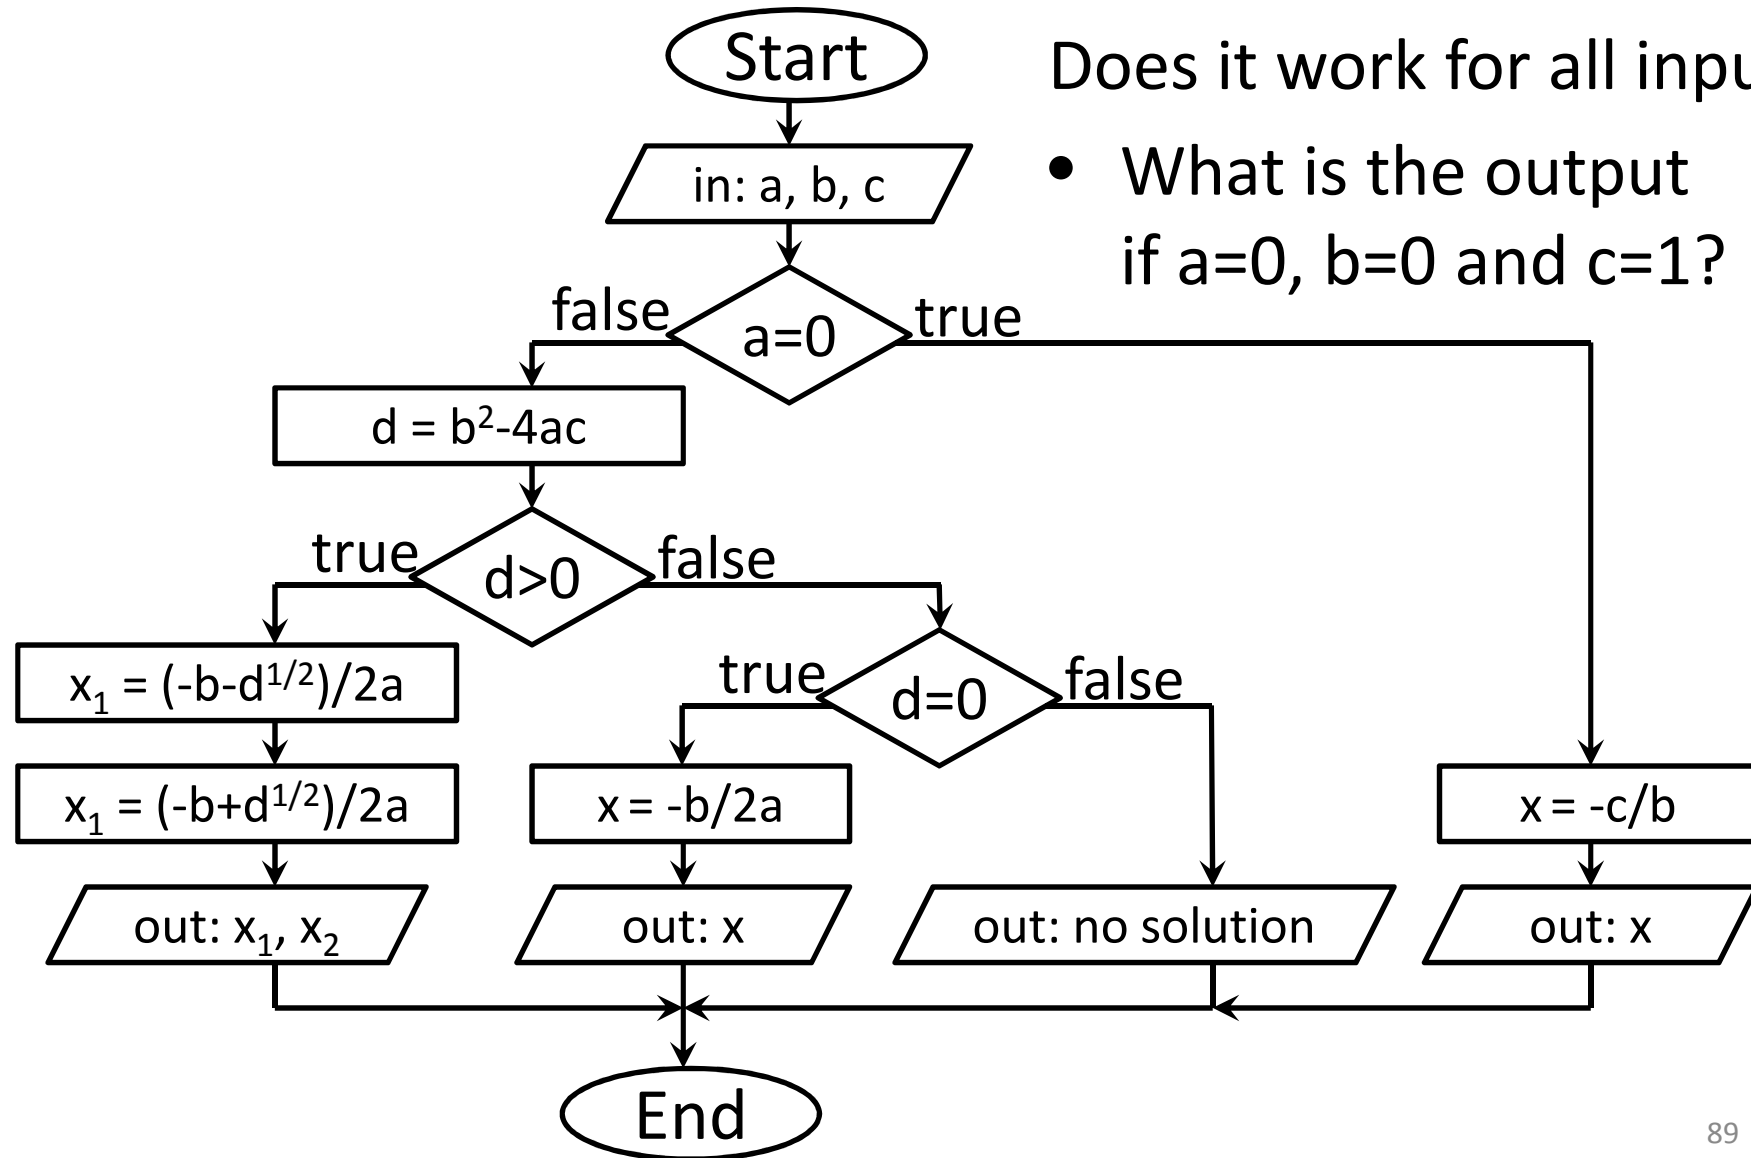 Start
Does it work for all inpu
in: a, b, c
• What is the output
if a=0, b=0 and c=1?
false
a=0
true
d = b²-4ac
true
d>0
false
x₁ = (-b-d¹/²)/2a
true
d=0
false
x₁ = (-b+d¹/²)/2a
x = -b/2a
x = -c/b
out: x₁, x₂
out: x
out: no solution
out: x
End
89